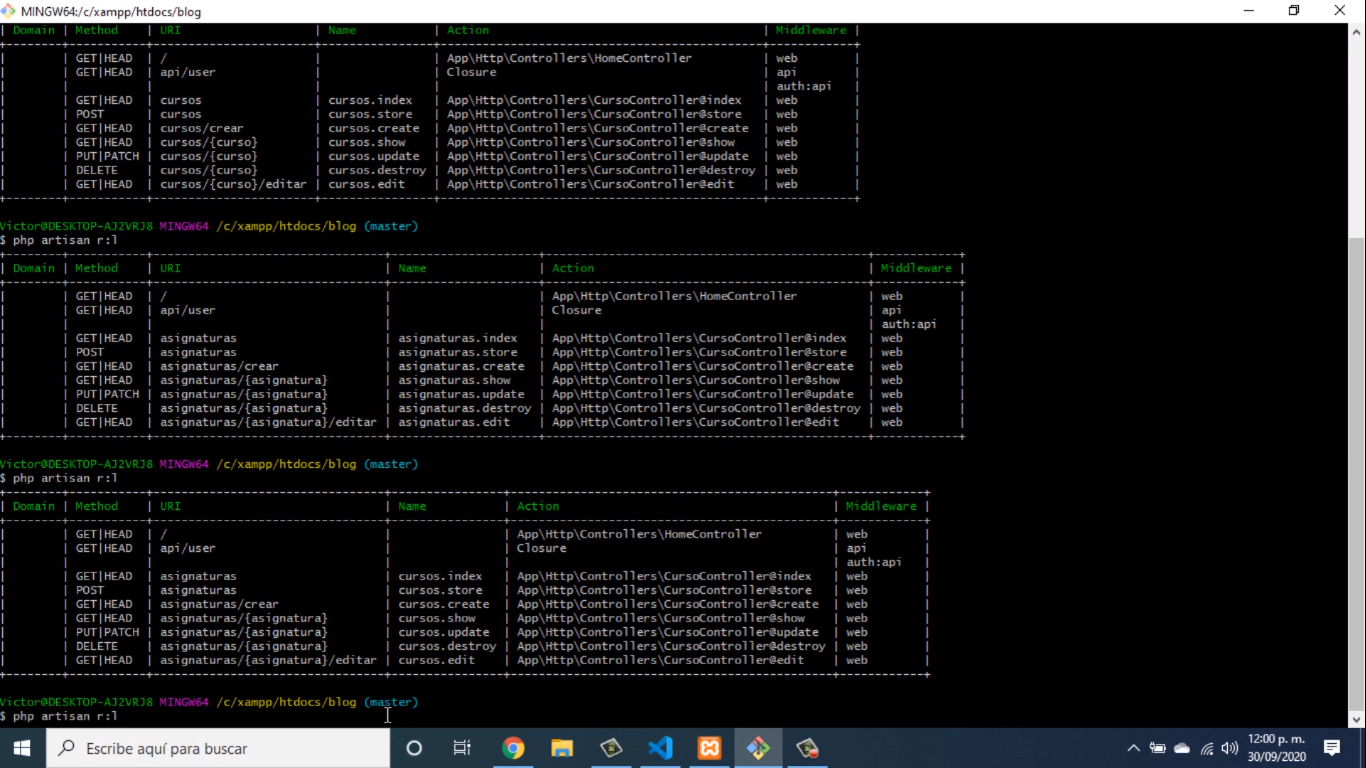 MINGW64:/c/xampp/htdocs/blog
| Domain | Method | URI | Name | Action | Middleware |
| | GET|HEAD | / | | App\Http\Controllers\HomeController | web |
| | GET|HEAD | api/user | | Closure | api |
| | | | | | auth:api |
| | GET|HEAD | cursos | cursos.index | App\Http\Controllers\CursoController@index | web |
| | POST | cursos | cursos.store | App\Http\Controllers\CursoController@store | web |
| | GET|HEAD | cursos/crear | cursos.create | App\Http\Controllers\CursoController@create | web |
| | GET|HEAD | cursos/{curso} | cursos.show | App\Http\Controllers\CursoController@show | web |
| | PUT|PATCH | cursos/{curso} | cursos.update | App\Http\Controllers\CursoController@update | web |
| | DELETE | cursos/{curso} | cursos.destroy | App\Http\Controllers\CursoController@destroy | web |
| | GET|HEAD | cursos/{curso}/editar | cursos.edit | App\Http\Controllers\CursoController@edit | web |
Victor@DESKTOP-AJ2VRJ8 MINGW64 /c/xampp/htdocs/blog (master)
$ php artisan r:l
| Domain | Method | URI | Name | Action | Middleware |
| | GET|HEAD | / | | App\Http\Controllers\HomeController | web |
| | GET|HEAD | api/user | | Closure | api |
| | | | | | auth:api |
| | GET|HEAD | asignaturas | asignaturas.index | App\Http\Controllers\CursoController@index | web |
| | POST | asignaturas | asignaturas.store | App\Http\Controllers\CursoController@store | web |
| | GET|HEAD | asignaturas/crear | asignaturas.create | App\Http\Controllers\CursoController@create | web |
| | GET|HEAD | asignaturas/{asignatura} | asignaturas.show | App\Http\Controllers\CursoController@show | web |
| | PUT|PATCH | asignaturas/{asignatura} | asignaturas.update | App\Http\Controllers\CursoController@update | web |
| | DELETE | asignaturas/{asignatura} | asignaturas.destroy | App\Http\Controllers\CursoController@destroy | web |
| | GET|HEAD | asignaturas/{asignatura}/editar | asignaturas.edit | App\Http\Controllers\CursoController@edit | web |
Victor@DESKTOP-AJ2VRJ8 MINGW64 /c/xampp/htdocs/blog (master)
$ php artisan r:l
| Domain | Method | URI | Name | Action | Middleware |
| | GET|HEAD | / | | App\Http\Controllers\HomeController | web |
| | GET|HEAD | api/user | | Closure | api |
| | | | | | auth:api |
| | GET|HEAD | asignaturas | cursos.index | App\Http\Controllers\CursoController@index | web |
| | POST | asignaturas | cursos.store | App\Http\Controllers\CursoController@store | web |
| | GET|HEAD | asignaturas/crear | cursos.create | App\Http\Controllers\CursoController@create | web |
| | GET|HEAD | asignaturas/{asignatura} | cursos.show | App\Http\Controllers\CursoController@show | web |
| | PUT|PATCH | asignaturas/{asignatura} | cursos.update | App\Http\Controllers\CursoController@update | web |
| | DELETE | asignaturas/{asignatura} | cursos.destroy | App\Http\Controllers\CursoController@destroy | web |
| | GET|HEAD | asignaturas/{asignatura}/editar | cursos.edit | App\Http\Controllers\CursoController@edit | web |
Victor@DESKTOP-AJ2VRJ8 MINGW64 /c/xampp/htdocs/blog (master)
$ php artisan r:l
Escribe aquí para buscar
12:00 p. m.
30/09/2020